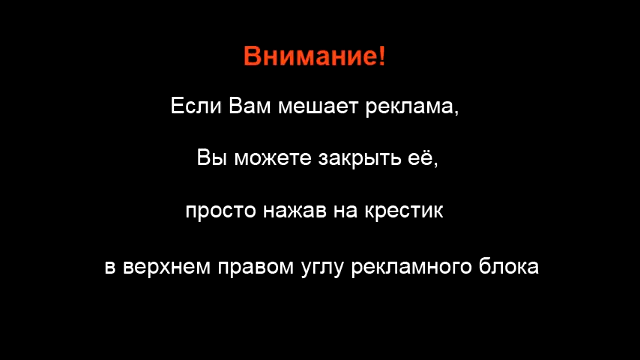 Внимание!
Если Вам мешает реклама,
Вы можете закрыть её,
просто нажав на крестик
в верхнем правом углу рекламного блока